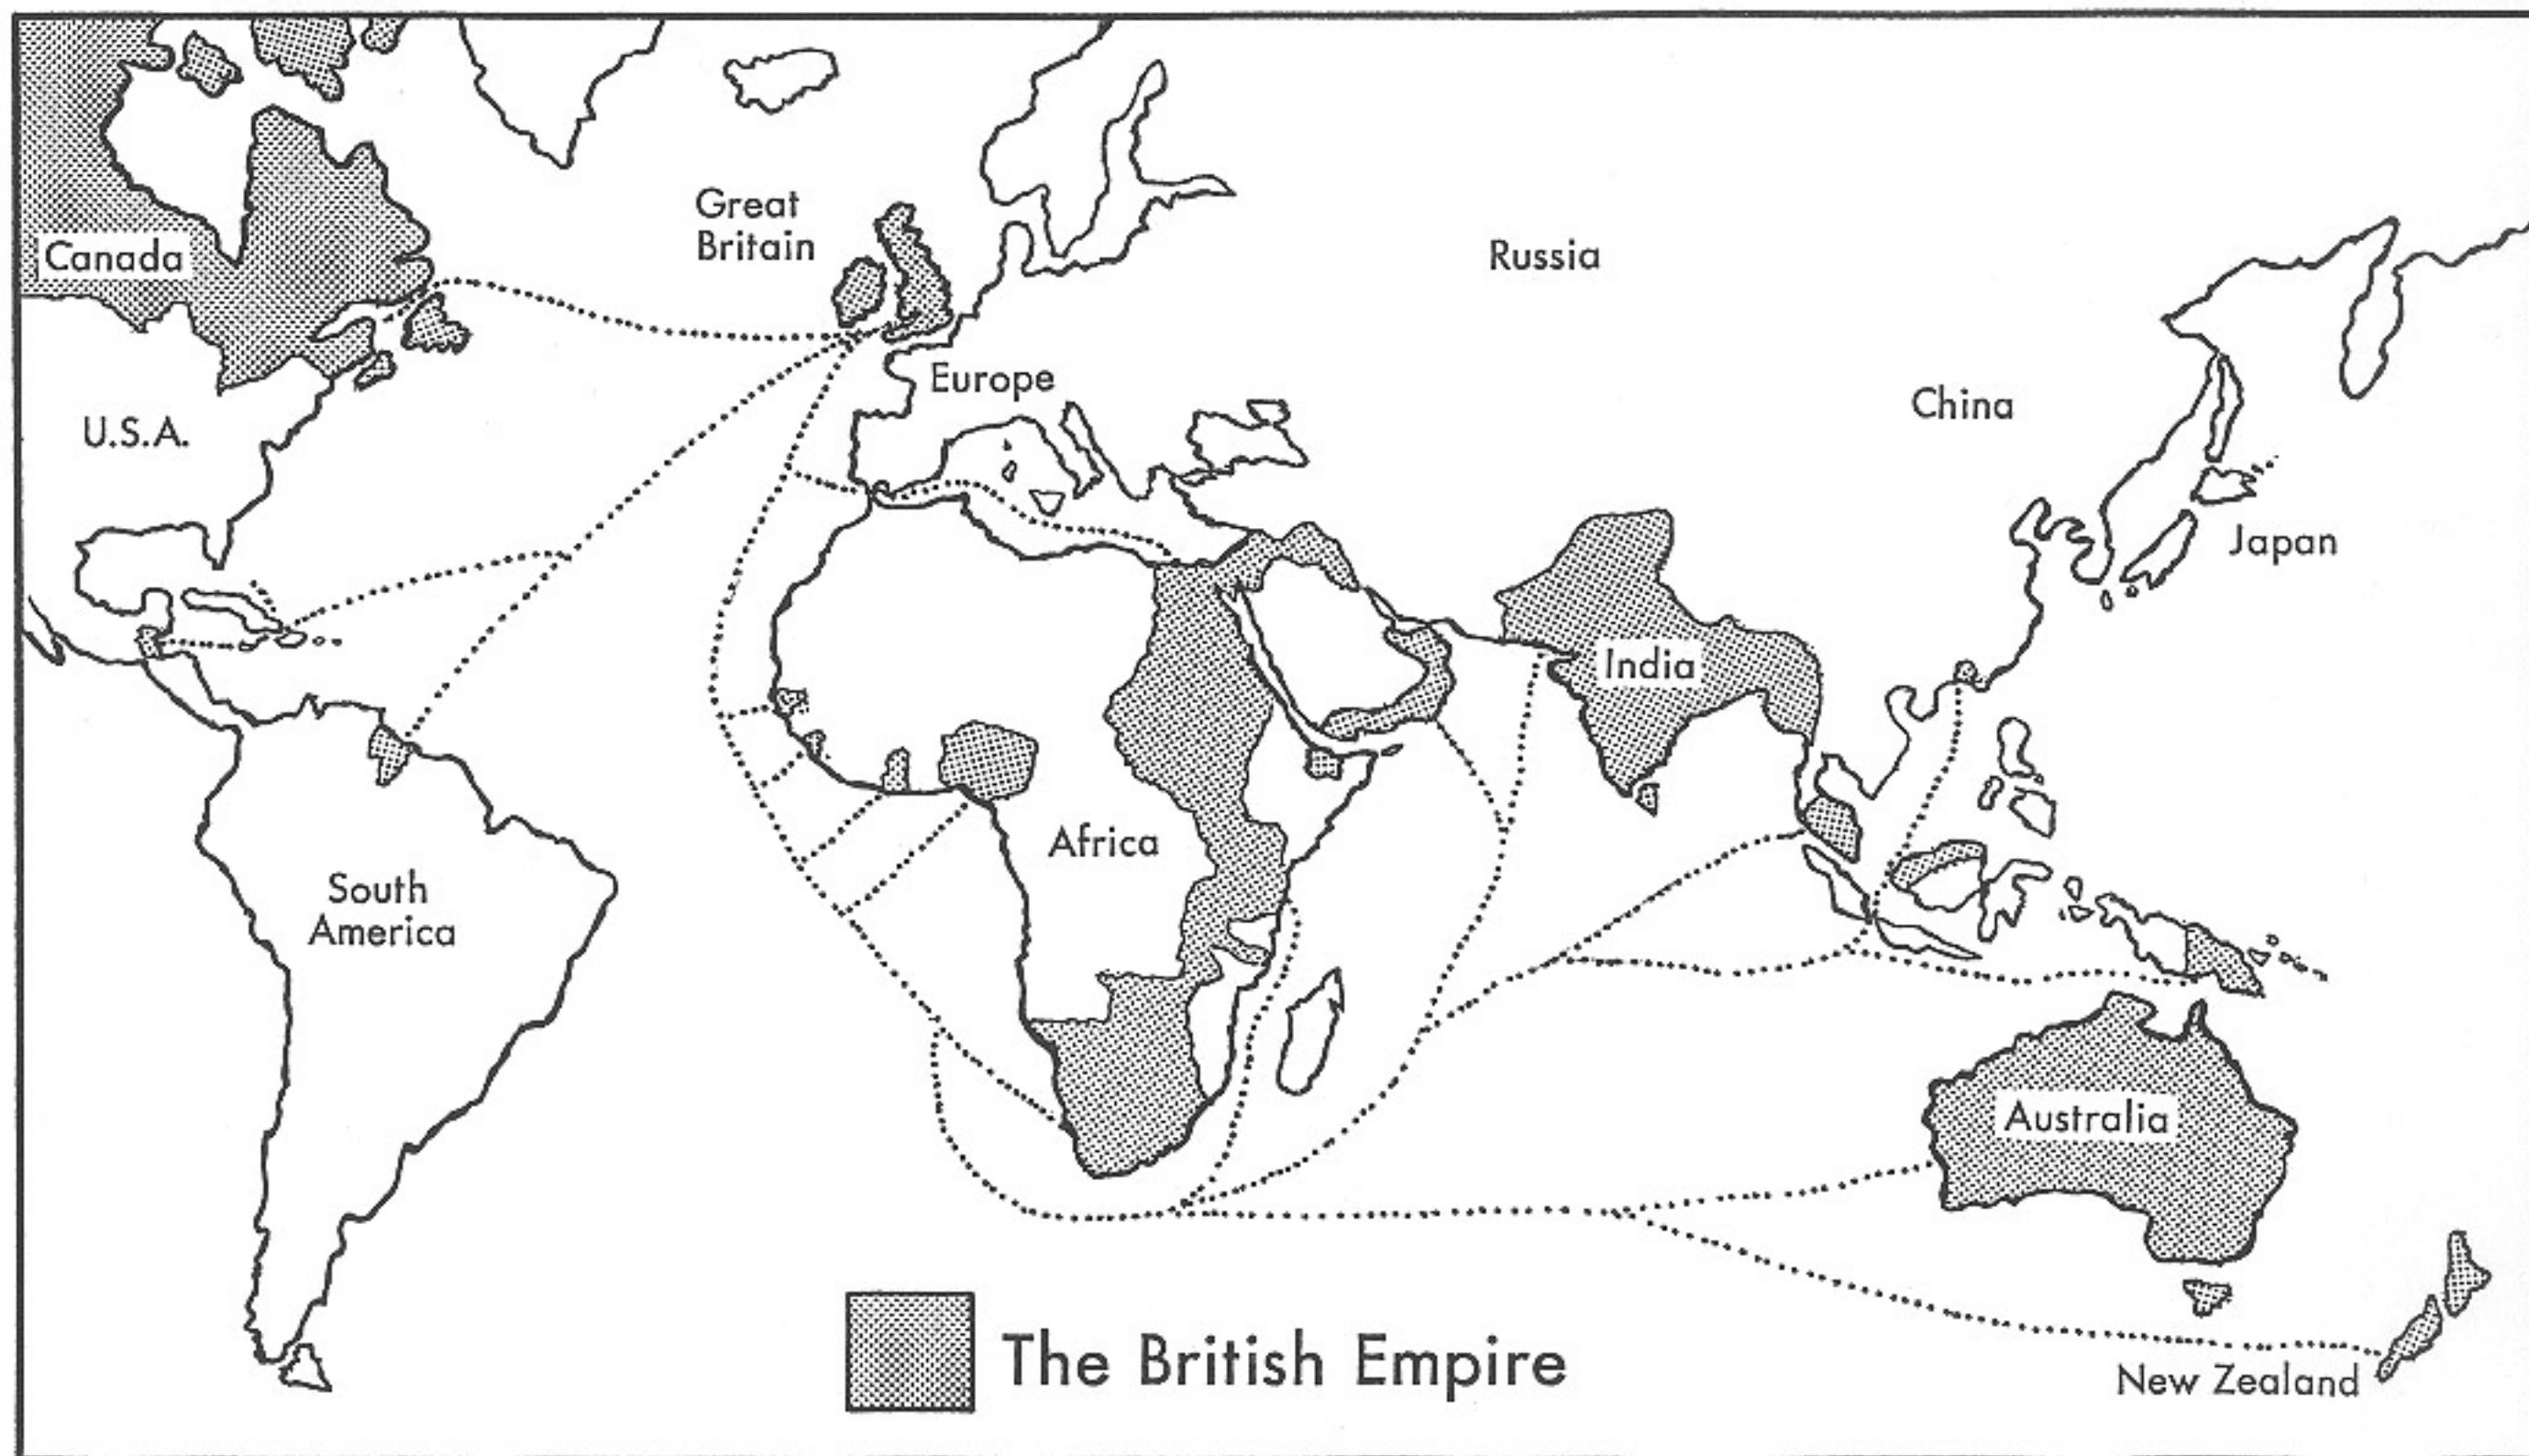 Great
Britain
Canada
Russia
Europe
China
U.S.A.
Japan
India
Africa
South
America
Australia
The British Empire
New Zealand